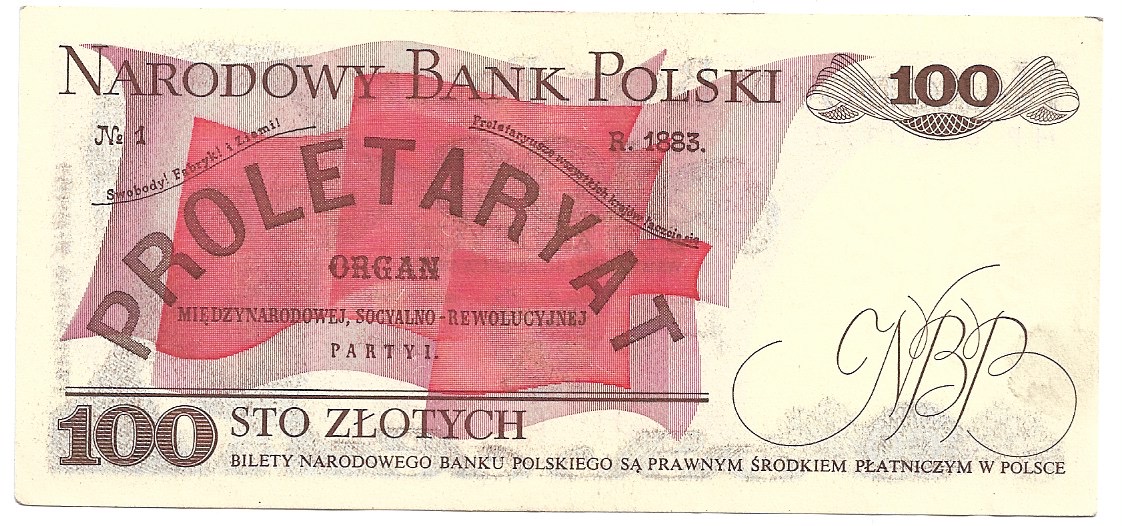 NARODOWY BANK POLSKI
100
№ 1
R. 1883.
Swobody! Fabryk! i Ziemi!
Proletaryusze wszystkich krajów łączcie się
PROLETARYAT
ORGAN
MIĘDZYNARODOWEJ, SOCYALNO-REWOLUCYJNEJ
PARTYI.
NBP
100
STO ZŁOTYCH
BILETY NARODOWEGO BANKU POLSKIEGO SĄ PRAWNYM ŚRODKIEM PŁATNICZYM W POLSCE